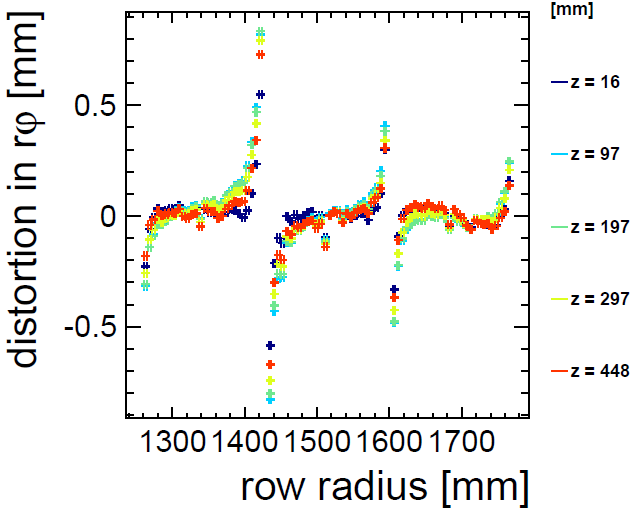 [mm]
distortion in rφ [mm]
0.5
0
-0.5
1300 1400 1500 1600 1700
row radius [mm]
z = 16
z = 97
z = 197
z = 297
z = 448